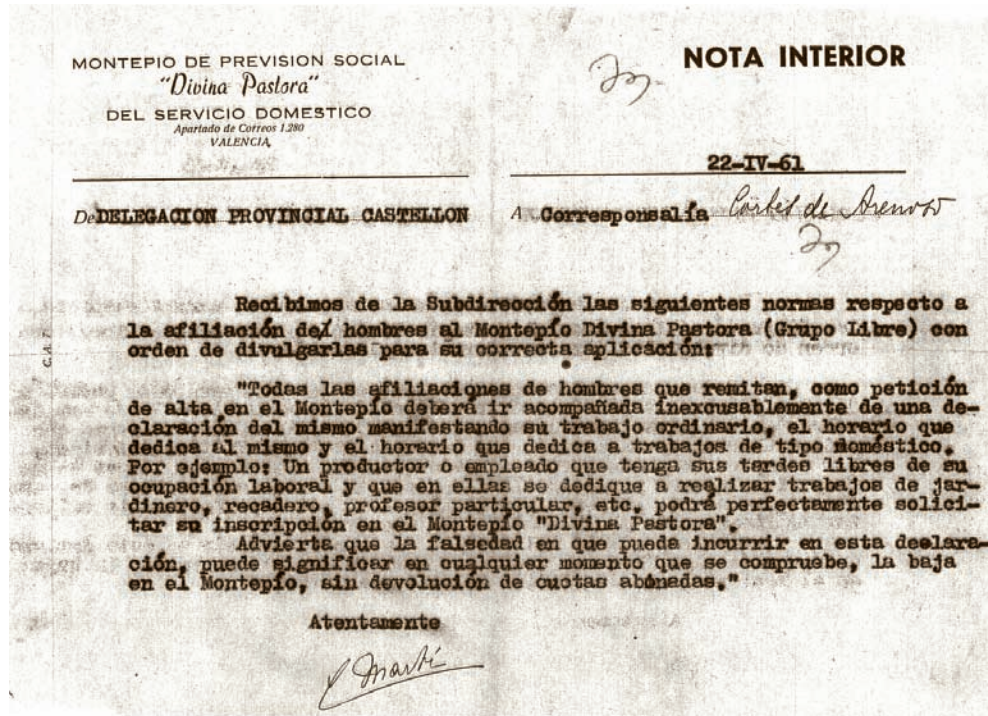 MONTEPIO DE PREVISION SOCIAL
"Divina Pastora"
DEL SERVICIO DOMESTICO
Apartado de Correos 1.280
VALENCIA
NOTA INTERIOR
22-IV-61
De DELEGACION PROVINCIAL CASTELLON
A Corresponsalía Cortes de Arenoso
Recibimos de la Subdirección las siguientes normas respecto a
la afiliación de hombres al Montepío Divina Pastora (Grupo Libre) con
orden de divulgarlas para su correcta aplicación:
"Todas las afiliaciones de hombres que remitan, como petición
de alta en el Montepío deberá ir acompañada inexcusablemente de una de-
claración del mismo manifestando su trabajo ordinario, el horario que
dedica al mismo y el horario que dedica a trabajos de tipo doméstico.
Por ejemplo: Un productor o empleado que tenga sus tardes libres de su
ocupación laboral y que en ellas se dedique a realizar trabajos de jar-
dinero, recadero, profesor particular, etc. podrá perfectamente solici-
tar su inscripción en el Montepío "Divina Pastora".
Advierta que la falsedad en que pueda incurrir en esta declara-
ción, puede significar en cualquier momento que se compruebe, la baja
en el Montepío, sin devolución de cuotas abonadas."
Atentamente
Martí